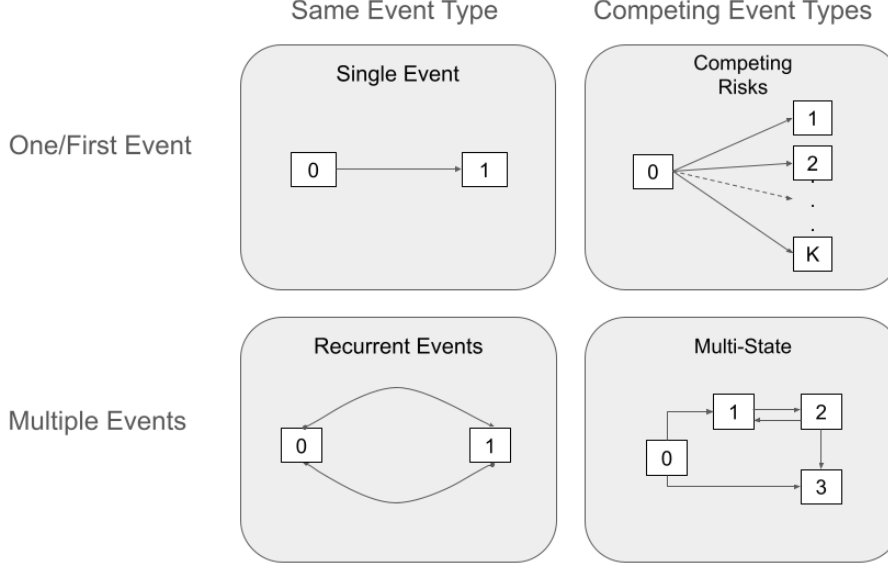 Same Event Type
Competing Event Types
One/First Event
Single Event
0
1
Competing
Risks
0
1
2
.
.
.
K
Multiple Events
Recurrent Events
0
1
Multi-State
0
1
2
3